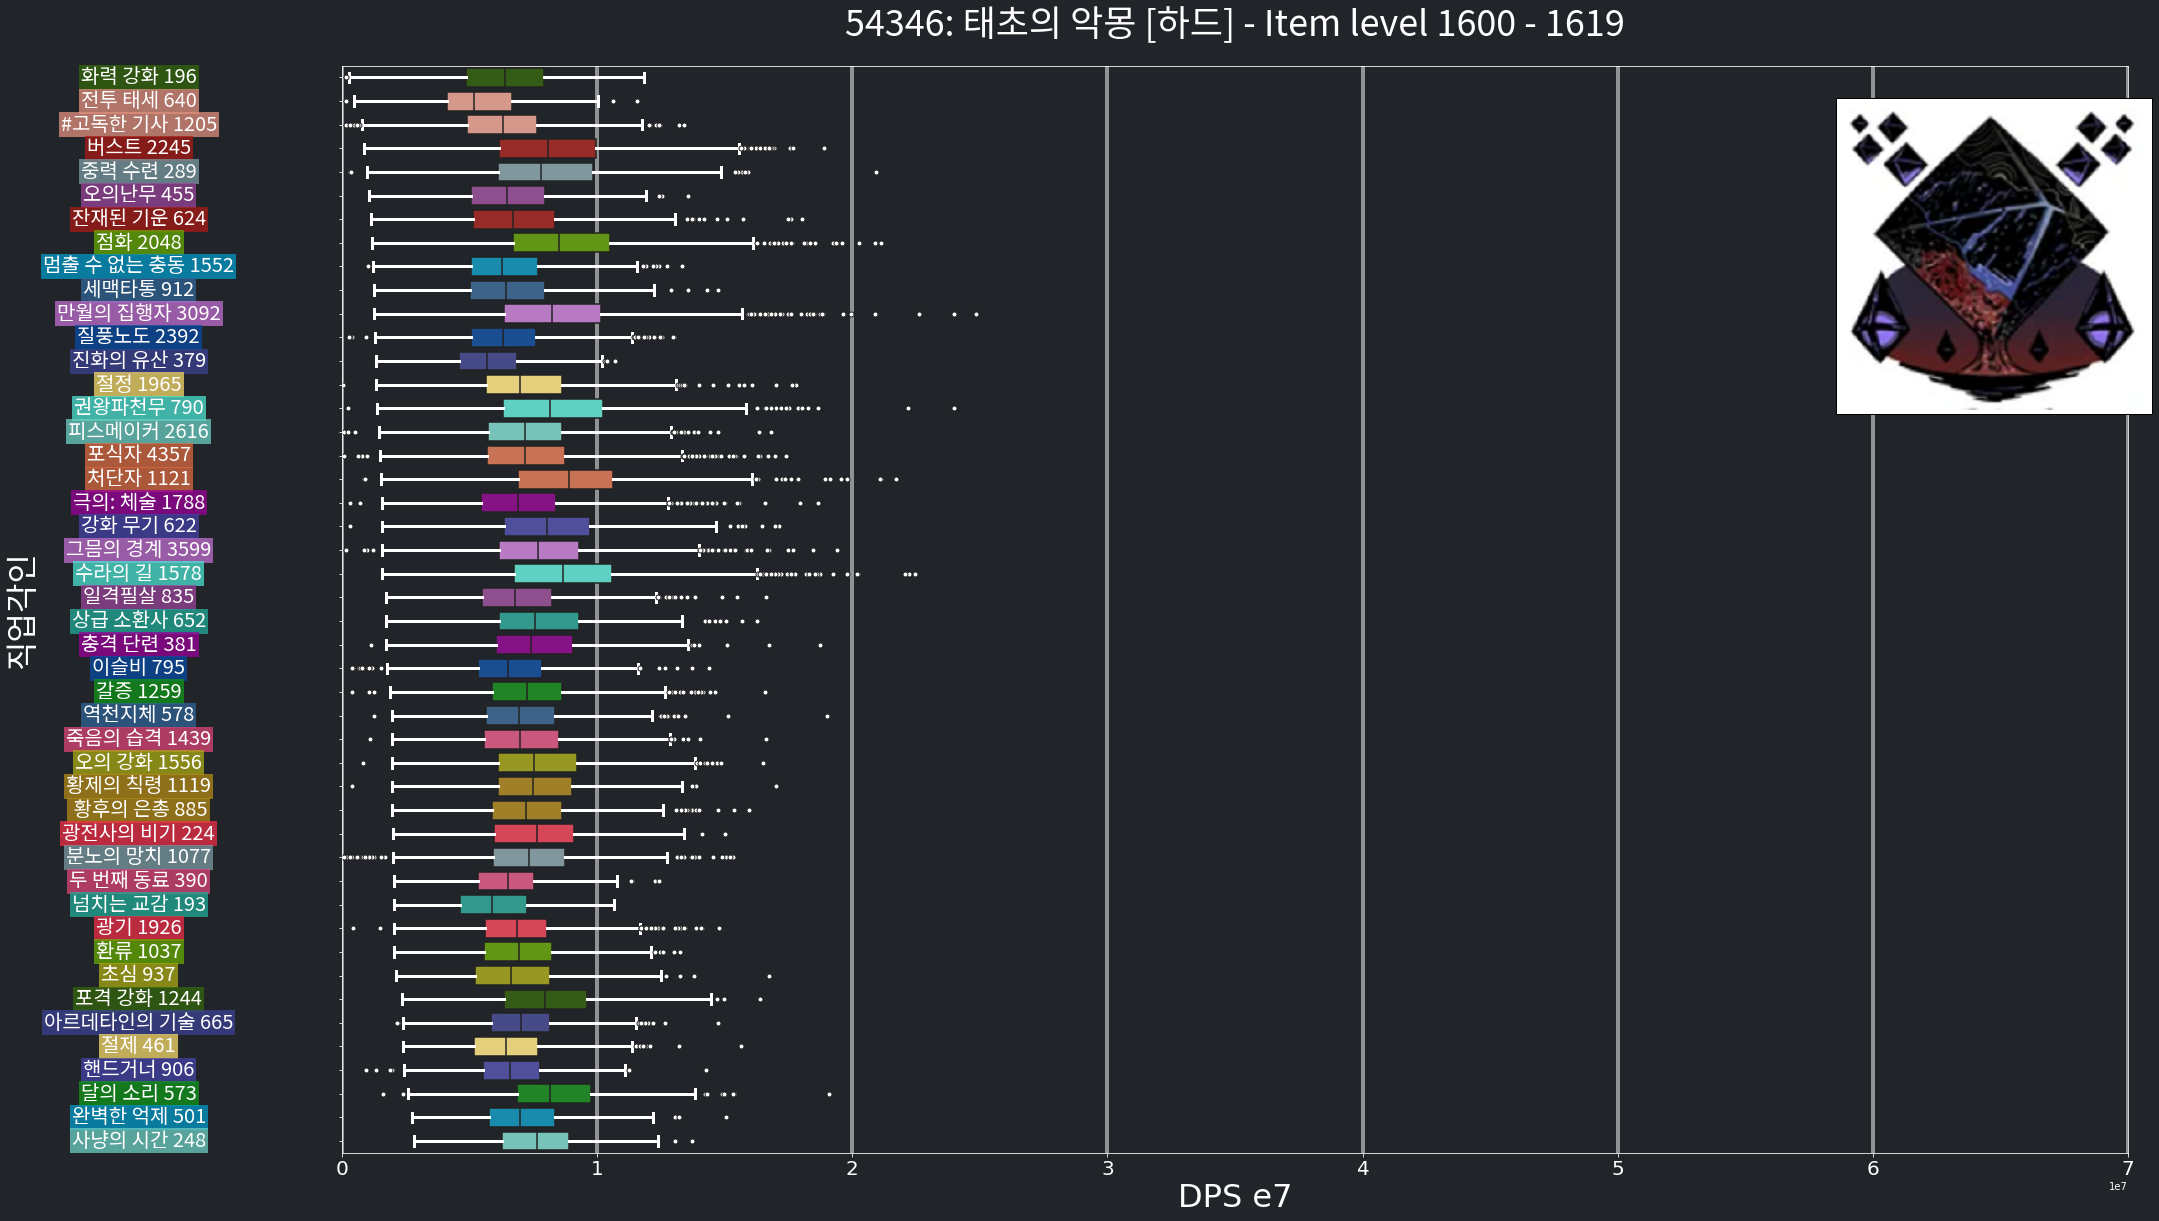 54346: 태초의 악몽 [하드] - Item level 1600 - 1619
화력 강화 196
전투 태세 640
#고독한 기사 1205
버스트 2245
중력 수련 289
오의난무 455
잔재된 기운 624
점화 2048
멈출 수 없는 충동 1552
세맥타통 912
만월의 집행자 3092
질풍노도 2392
진화의 유산 379
절정 1965
권왕파천무 790
피스메이커 2616
포식자 4357
처단자 1121
극의: 체술 1788
강화 무기 622
그믐의 경계 3599
수라의 길 1578
일격필살 835
상급 소환사 652
충격 단련 381
이슬비 795
갈증 1259
역천지체 578
죽음의 습격 1439
오의 강화 1556
황제의 칙령 1119
황후의 은총 885
광전사의 비기 224
분노의 망치 1077
두 번째 동료 390
넘치는 교감 193
광기 1926
환류 1037
초심 937
포격 강화 1244
아르데타인의 기술 665
절제 461
핸드거너 906
달의 소리 573
완벽한 억제 501
사냥의 시간 248
직업각인
0 1 2 3 4 5 6 7
1e7
DPS e7